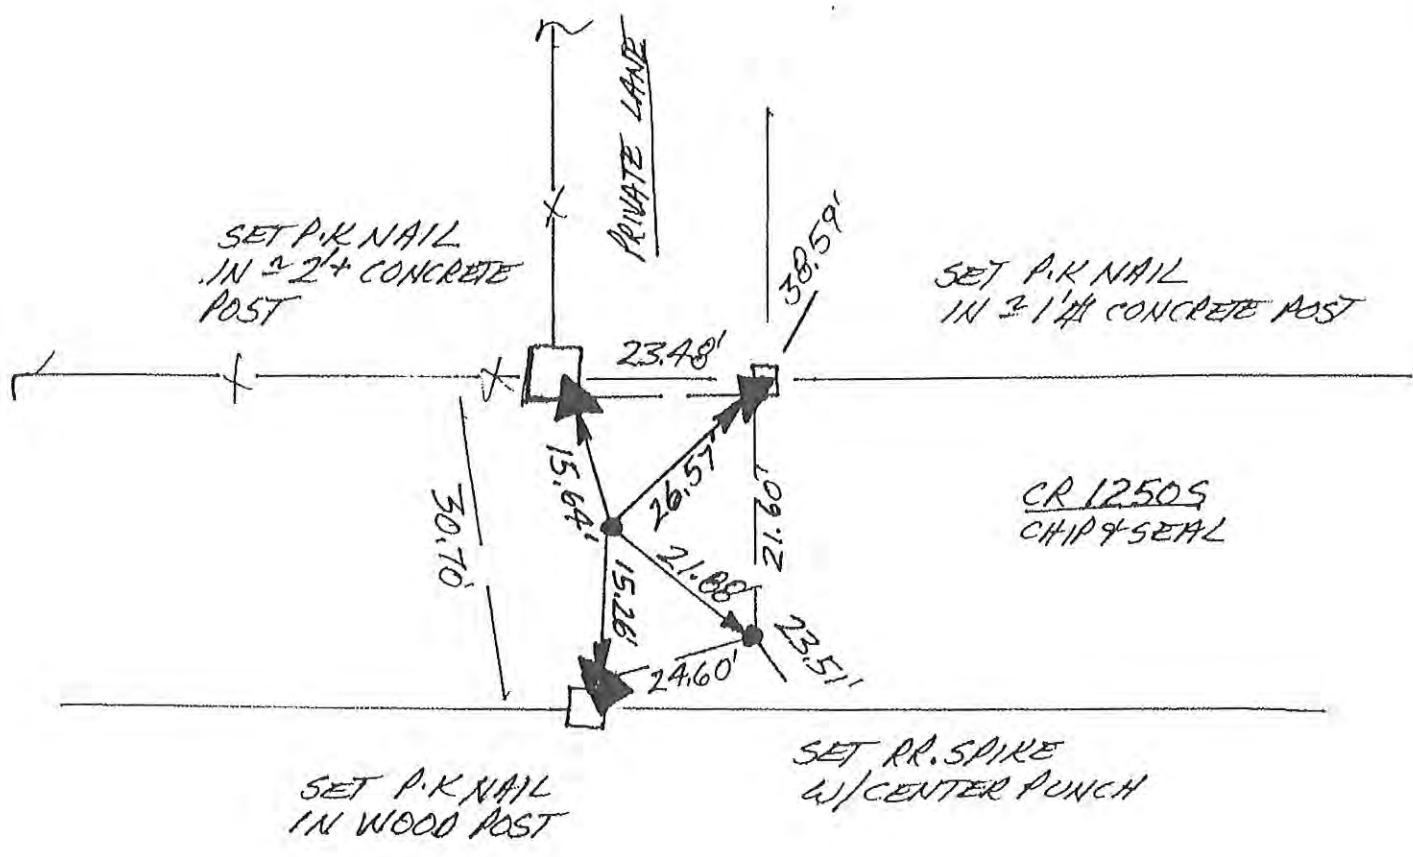 PRIVATE LANE
SET P.K NAIL
IN ± 2'+ CONCRETE
POST
38.59'
SET P.K NAIL
IN ± 1' CONCRETE POST
23.48'
15.64'
26.57'
21.60'
30.70'
CR 1250S
CHIP & SEAL
21.88'
15.26'
23.51'
24.60'
SET RR. SPIKE
W/CENTER PUNCH
SET P.K NAIL
IN WOOD POST